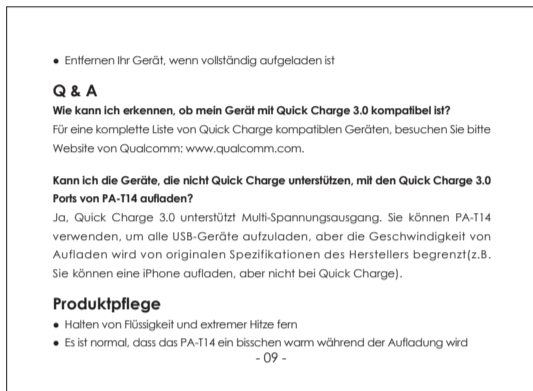 ● Entfernen Ihr Gerät, wenn vollständig aufgeladen ist
Q & A
Wie kann ich erkennen, ob mein Gerät mit Quick Charge 3.0 kompatibel ist?
Für eine komplette Liste von Quick Charge kompatiblen Geräten, besuchen Sie bitte
Website von Qualcomm: www.qualcomm.com.
Kann ich die Geräte, die nicht Quick Charge unterstützen, mit den Quick Charge 3.0
Ports von PA-T14 aufladen?
Ja, Quick Charge 3.0 unterstützt Multi-Spannungsausgang. Sie können PA-T14
verwenden, um alle USB-Geräte aufzuladen, aber die Geschwindigkeit von
Aufladen wird von originalen Spezifikationen des Herstellers begrenzt(z.B.
Sie können eine iPhone aufladen, aber nicht bei Quick Charge).
Produktpflege
● Halten von Flüssigkeit und extremer Hitze fern
● Es ist normal, dass das PA-T14 ein bisschen warm während der Aufladung wird
- 09 -